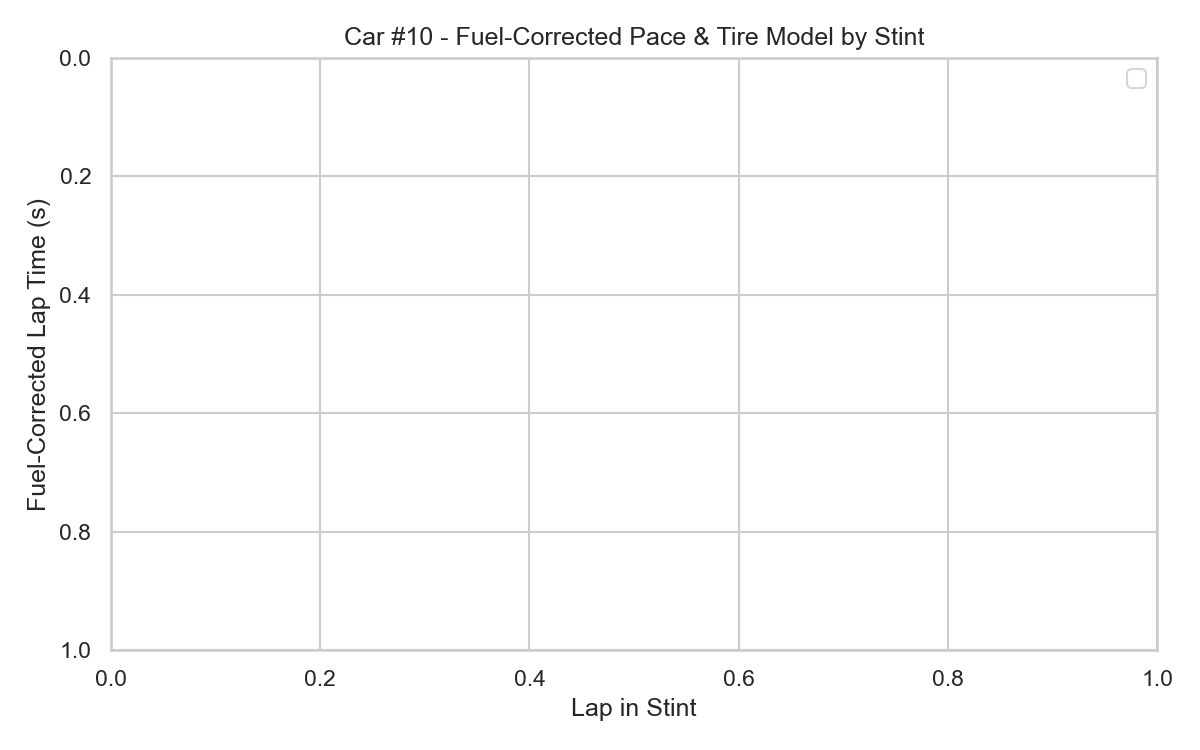 Car #10 - Fuel-Corrected Pace & Tire Model by Stint
0.0
0.2
0.4
0.6
0.8
1.0
Fuel-Corrected Lap Time (s)
0.0 0.2 0.4 0.6 0.8 1.0
Lap in Stint